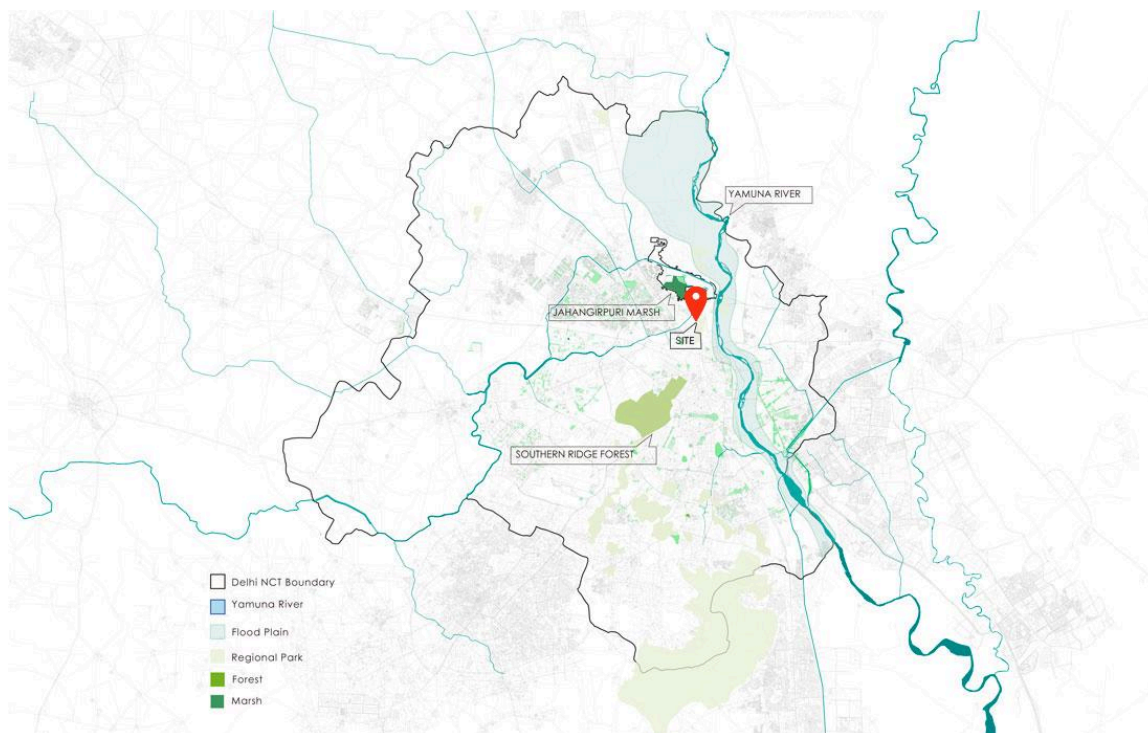 YAMUNA RIVER
JAHANGIRPURI MARSH
SITE
SOUTHERN RIDGE FOREST
Delhi NCT Boundary
Yamuna River
Flood Plain
Regional Park
Forest
Marsh